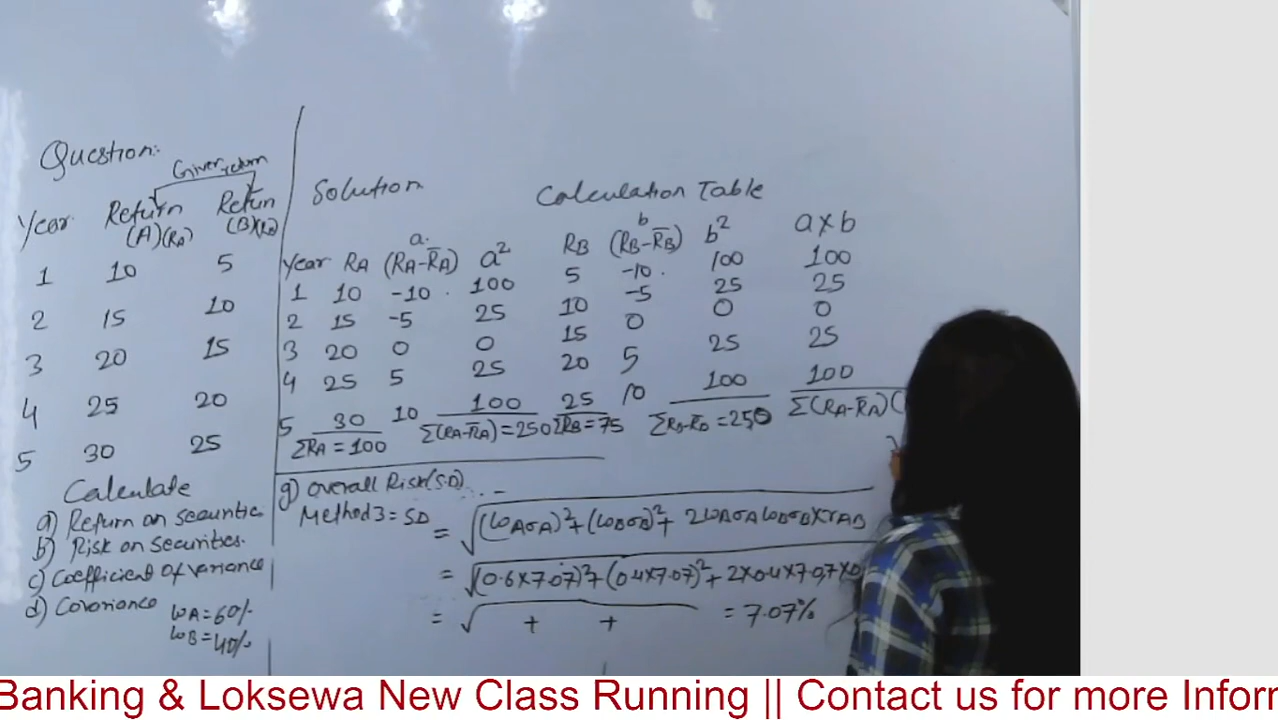 Question:
Given return
Year Return (A)(RA) Return (B)(RB)
1 10 5
2 15 10
3 20 15
4 25 20
5 30 25
Calculate
a) Return on securities
b) Risk on securities.
c) Coefficient of variance
d) Covariance
wA = 60%
wB = 40%
Solution
Calculation Table
a. b
Year RA (RA-R̄A) a² RB (RB-R̄B) b² a×b
1 10 -10 100 5 -10 100 100
2 15 -5 25 10 -5 25 25
3 20 0 0 15 0 0 0
4 25 5 25 20 5 25 25
5 30 10 100 25 10 100 100
ΣRA = 100 Σ(RA-R̄A) = 250 ΣRB = 75 ΣRB-R̄B = 250 Σ(RA-R̄A)(
g) Overall Risk(S.D)
Method 3 = SD = √(wAσA)²+(wBσB)²+ 2wAσAwBσB×rAB
= √(0.6×7.07)²+(0.4×7.07)²+2×0.4×7.07×0
= √ + + = 7.07%
Banking & Loksewa New Class Running || Contact us for more Inform